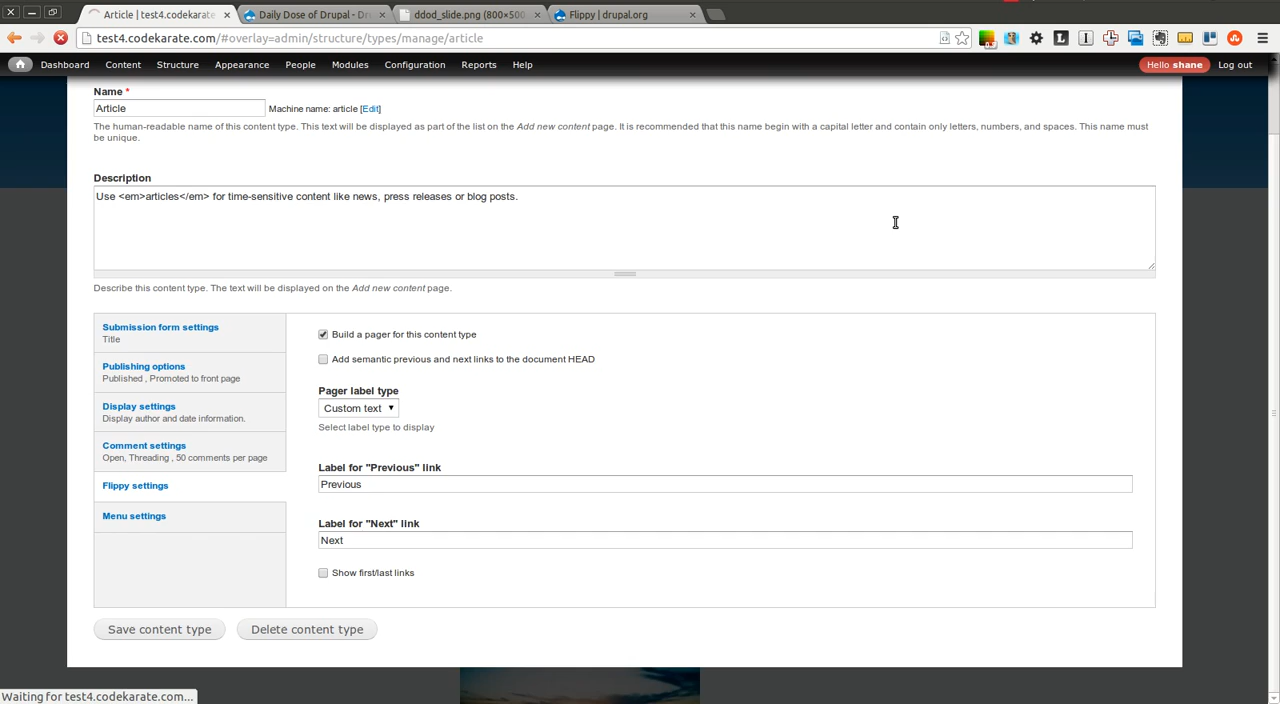 Article | test4.codekarate
Daily Dose of Drupal - Dr
ddod_slide.png (800×500
Flippy | drupal.org
test4.codekarate.com/#overlay=admin/structure/types/manage/article
Dashboard Content Structure Appearance People Modules Configuration Reports Help Hello shane Log out
Name *
Article Machine name: article [Edit]
The human-readable name of this content type. This text will be displayed as part of the list on the Add new content page. It is recommended that this name begin with a capital letter and contain only letters, numbers, and spaces. This name must
be unique.
Description
Use <em>articles</em> for time-sensitive content like news, press releases or blog posts.
Describe this content type. The text will be displayed on the Add new content page.
Submission form settings
Title
Publishing options
Published , Promoted to front page
Display settings
Display author and date information.
Comment settings
Open, Threading , 50 comments per page
Flippy settings
Menu settings
Build a pager for this content type
Add semantic previous and next links to the document HEAD
Pager label type
Custom text
Select label type to display
Label for "Previous" link
Previous
Label for "Next" link
Next
Show first/last links
Save content type Delete content type
Waiting for test4.codekarate.com...